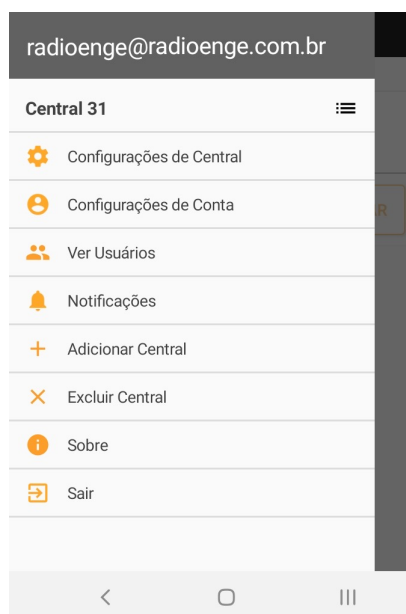 radioenge@radioenge.com.br
Central 31
Configurações de Central
R
Configurações de Conta
Ver Usuários
Notificações
Adicionar Central
Excluir Central
Sobre
Sair